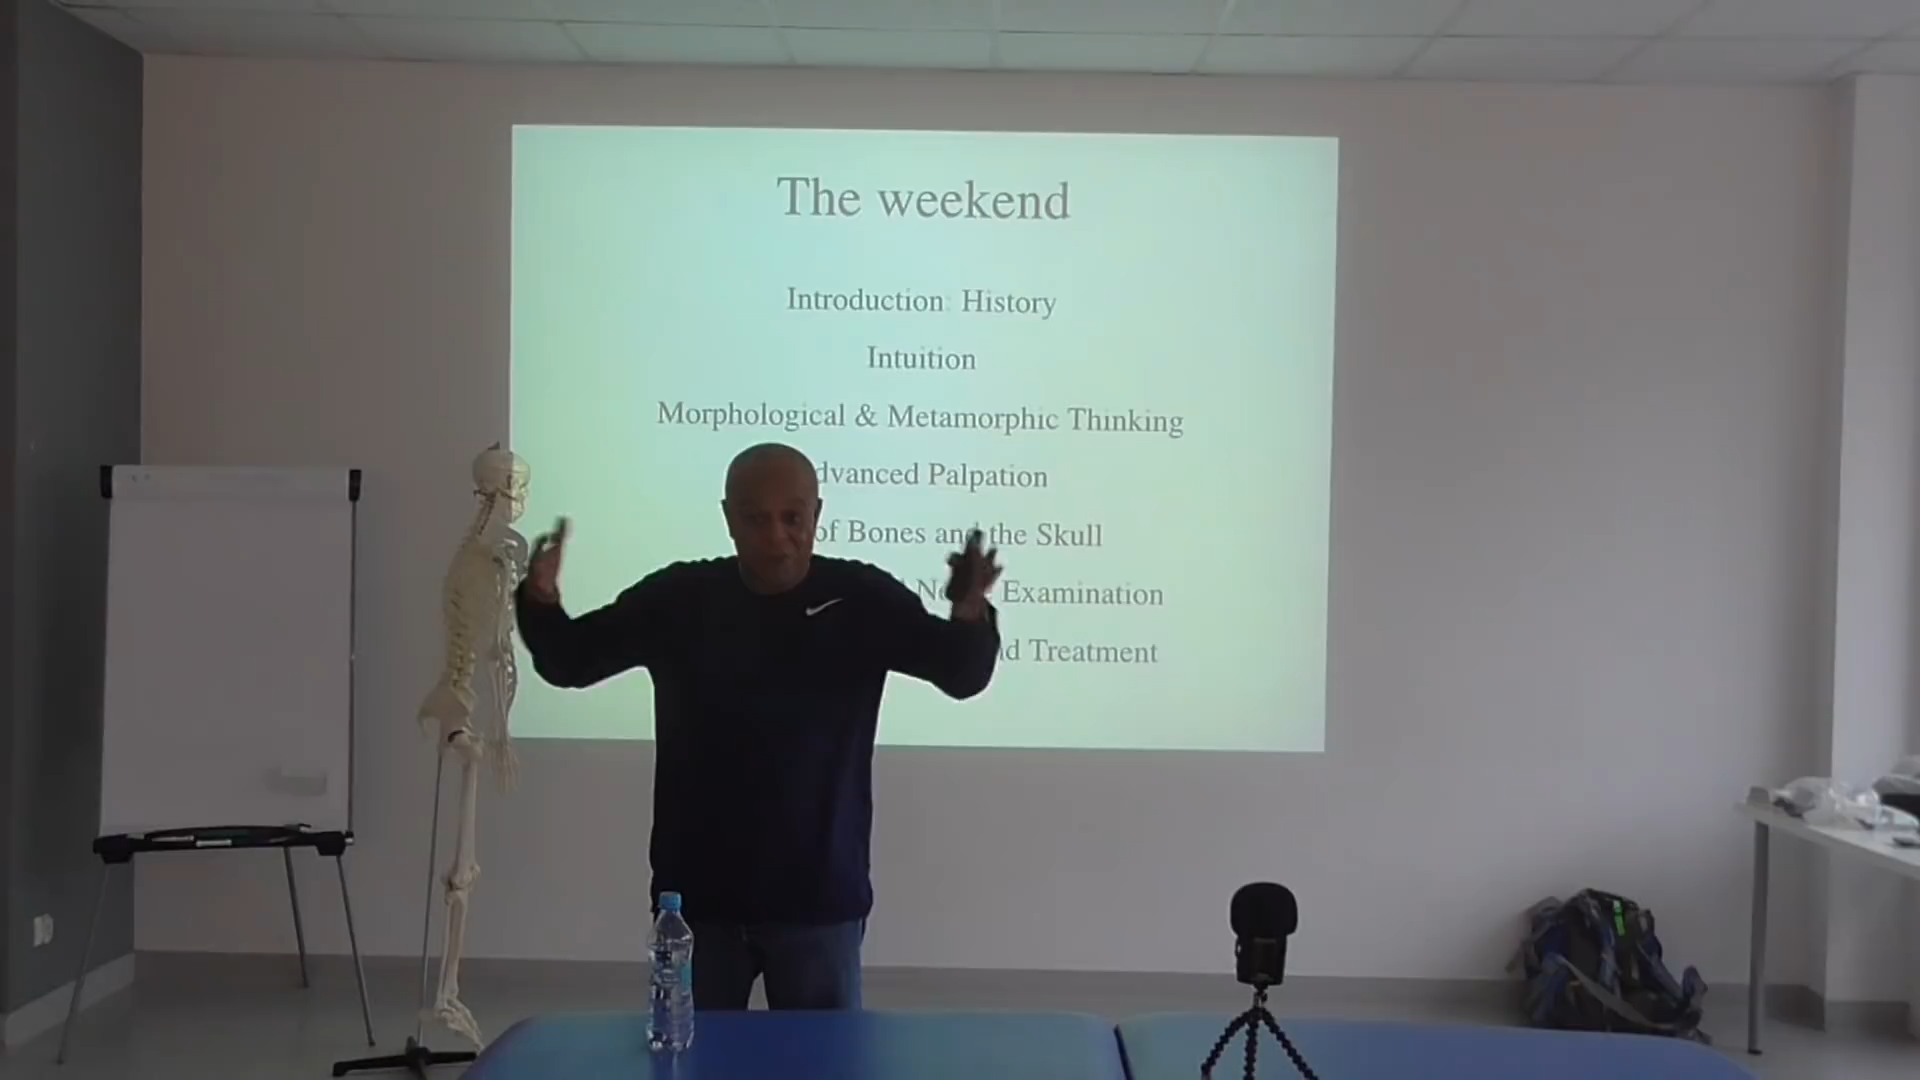 The weekend
Introduction: History
Intuition
Morphological & Metamorphic Thinking
dvanced Palpation
of Bones and the Skull
Examination
Treatment